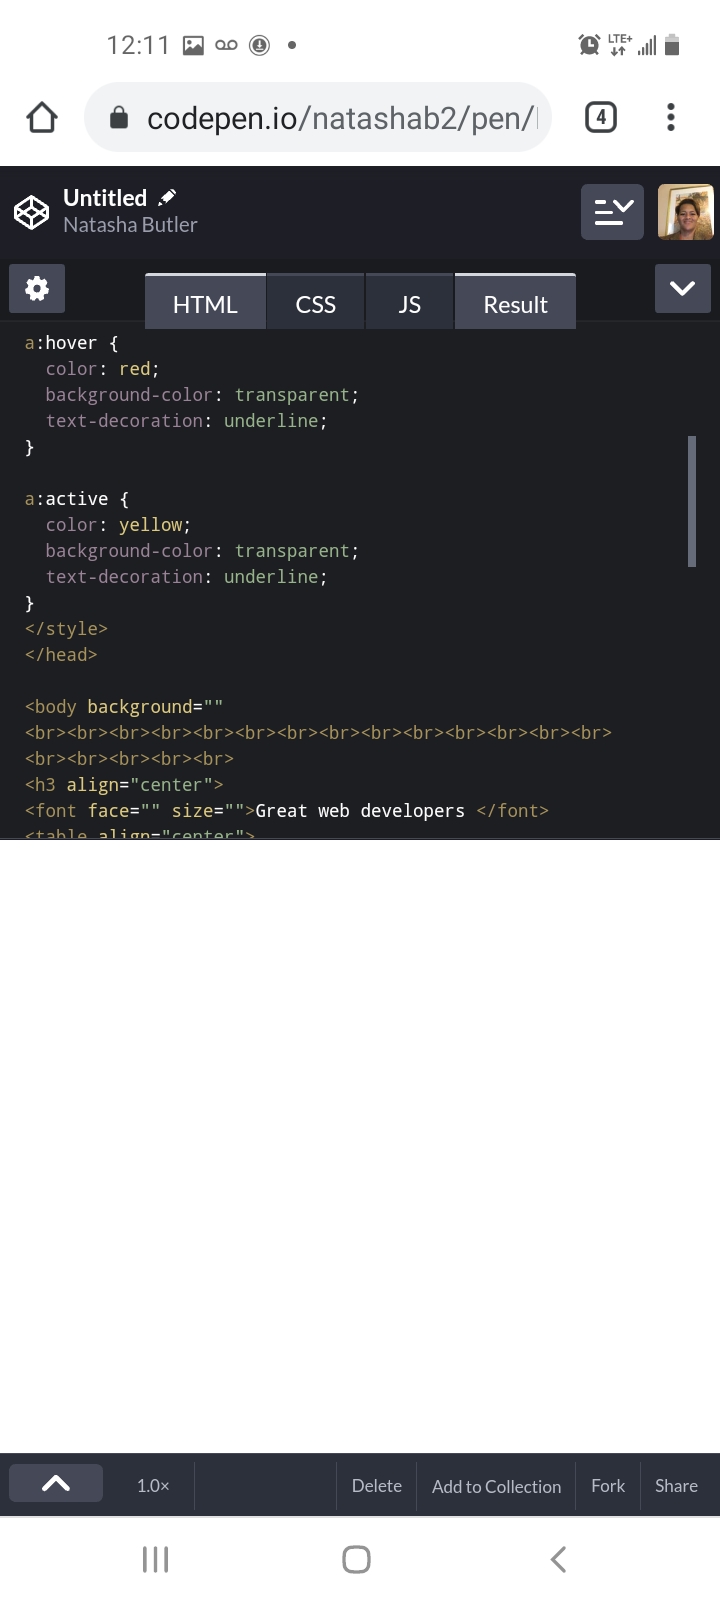 12:11
LTE+
codepen.io/natashab2/pen/
4
Untitled
Natasha Butler
HTML CSS JS Result
a:hover {
  color: red;
  background-color: transparent;
  text-decoration: underline;
}
a:active {
  color: yellow;
  background-color: transparent;
  text-decoration: underline;
}
</style>
</head>
<body background=""
<br><br><br><br><br><br><br><br><br><br><br><br><br><br>
<br><br><br><br><br>
<h3 align="center">
<font face="" size="">Great web developers </font>
<table align="center">
1.0× Delete Add to Collection Fork Share